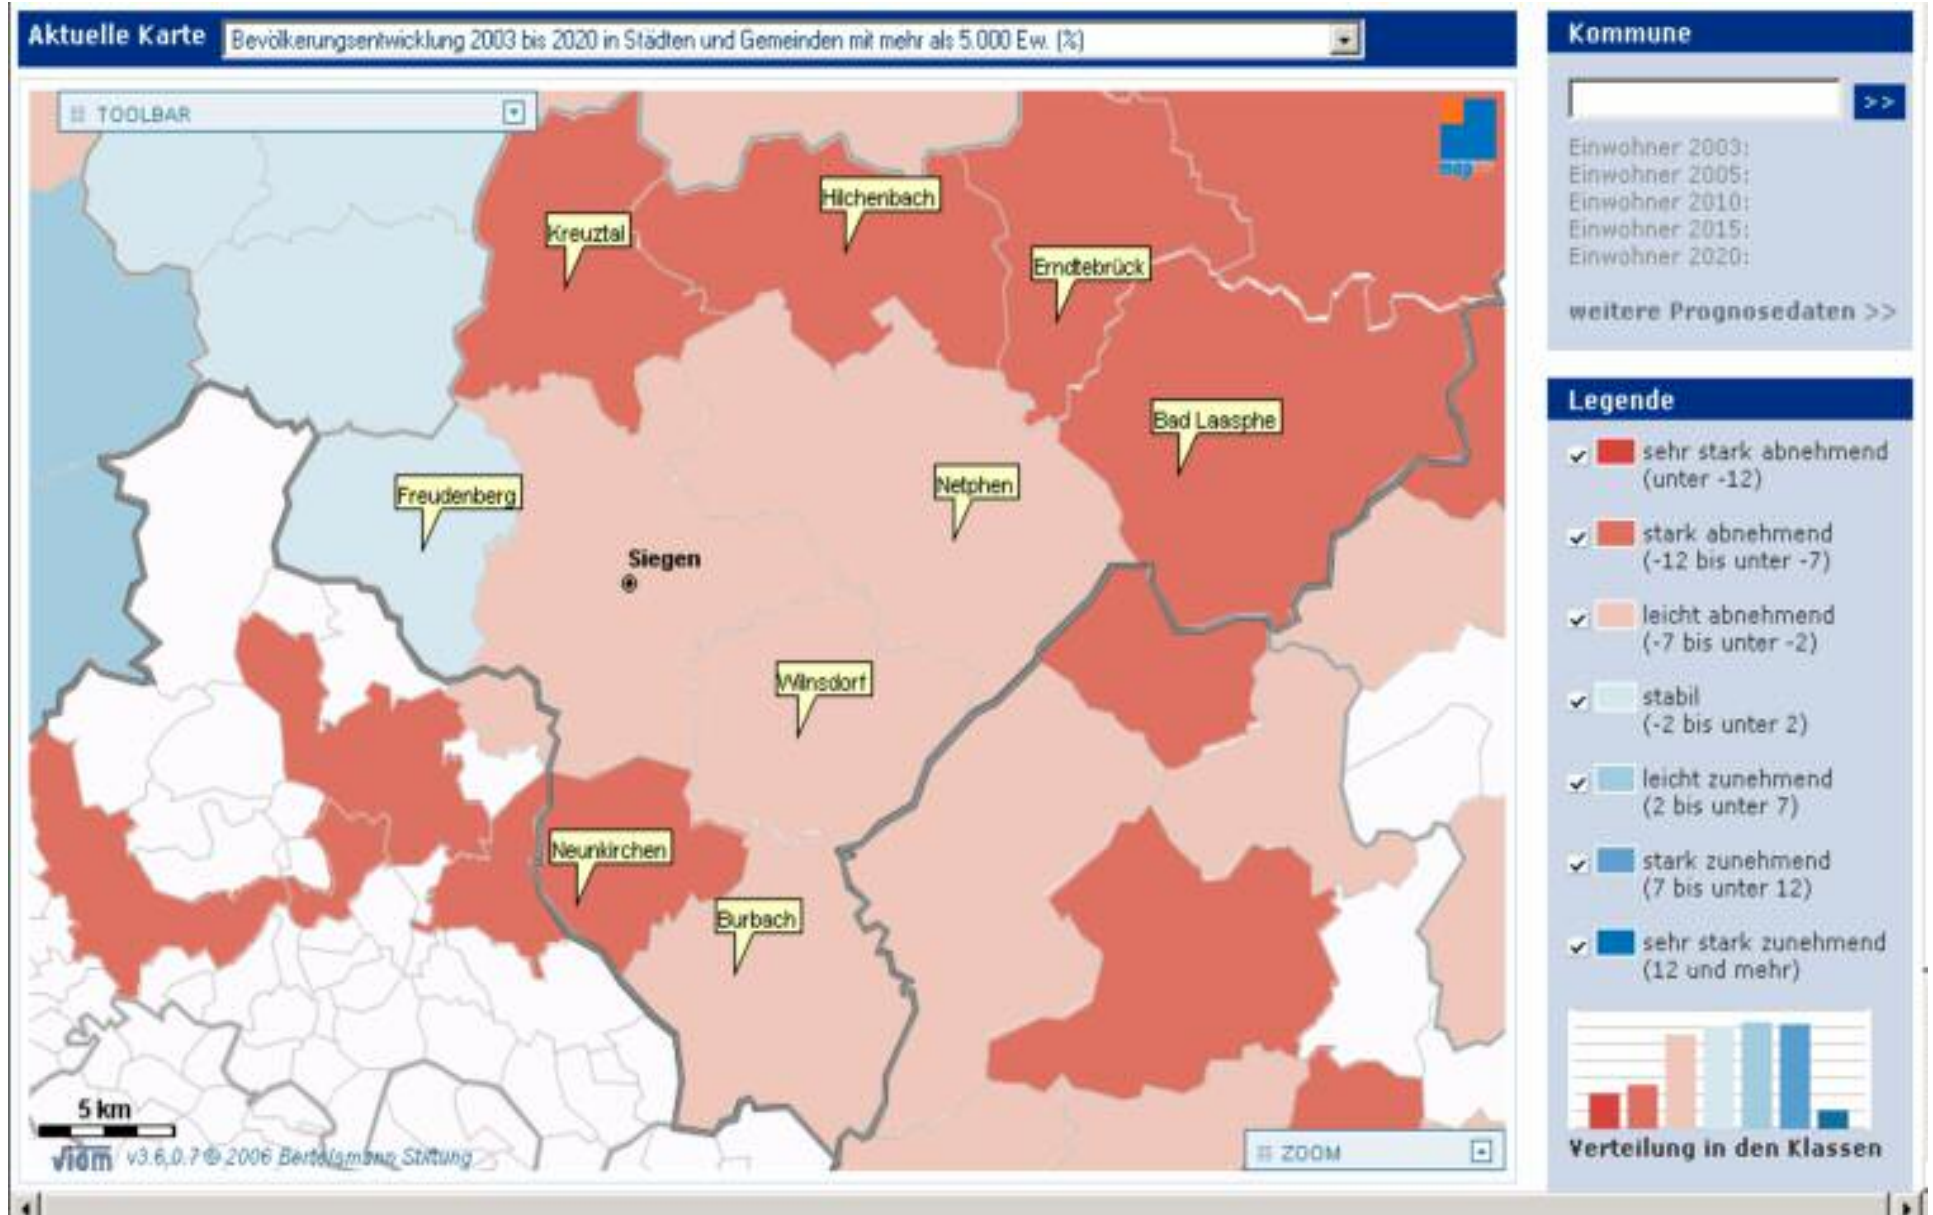 Aktuelle Karte
Bevölkerungsentwicklung 2003 bis 2020 in Städten und Gemeinden mit mehr als 5.000 Ew. (%)
TOOLBAR
map
Hilchenbach
Kreuztal
Erndtebrück
Bad Laasphe
Netphen
Freudenberg
Siegen
Wilnsdorf
Neunkirchen
Burbach
5 km
viom v3.6.0.7 © 2006 Bertelsmann Stiftung
ZOOM
Kommune
>>
Einwohner 2003:
Einwohner 2005:
Einwohner 2010:
Einwohner 2015:
Einwohner 2020:
weitere Prognosedaten >>
Legende
sehr stark abnehmend
(unter -12)
stark abnehmend
(-12 bis unter -7)
leicht abnehmend
(-7 bis unter -2)
stabil
(-2 bis unter 2)
leicht zunehmend
(2 bis unter 7)
stark zunehmend
(7 bis unter 12)
sehr stark zunehmend
(12 und mehr)
Verteilung in den Klassen